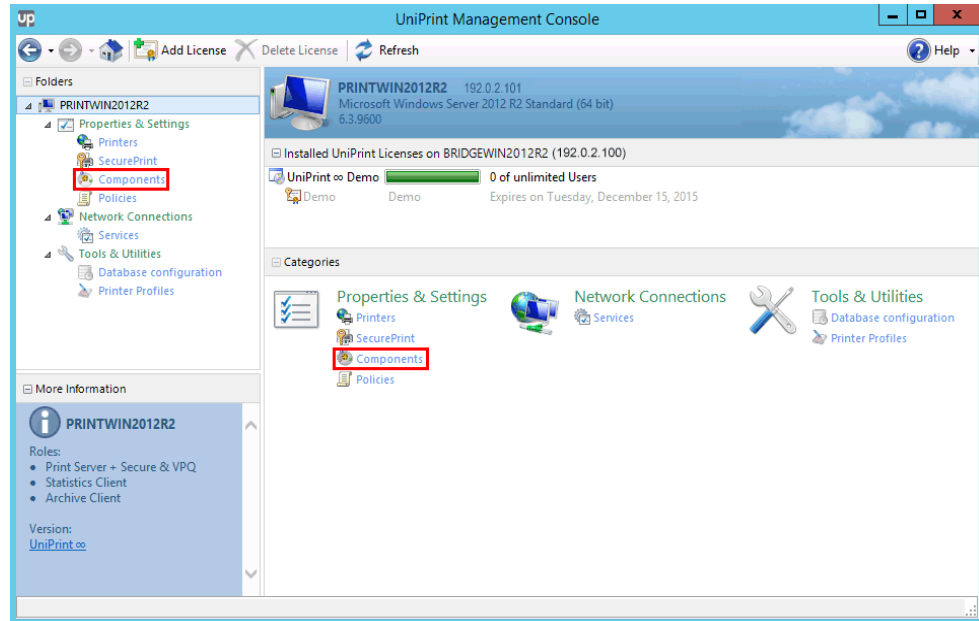 up
UniPrint Management Console
Add License
Delete License
Refresh
Help
Folders
PRINTWIN2012R2
Properties & Settings
Printers
SecurePrint
Components
Policies
Network Connections
Services
Tools & Utilities
Database configuration
Printer Profiles
More Information
PRINTWIN2012R2
Roles:
• Print Server + Secure & VPQ
• Statistics Client
• Archive Client
Version:
UniPrint ∞
PRINTWIN2012R2 192.0.2.101
Microsoft Windows Server 2012 R2 Standard (64 bit)
6.3.9600
Installed UniPrint Licenses on BRIDGEWIN2012R2 (192.0.2.100)
UniPrint ∞ Demo 0 of unlimited Users
Demo Demo Expires on Tuesday, December 15, 2015
Categories
Properties & Settings
Printers
SecurePrint
Components
Policies
Network Connections
Services
Tools & Utilities
Database configuration
Printer Profiles